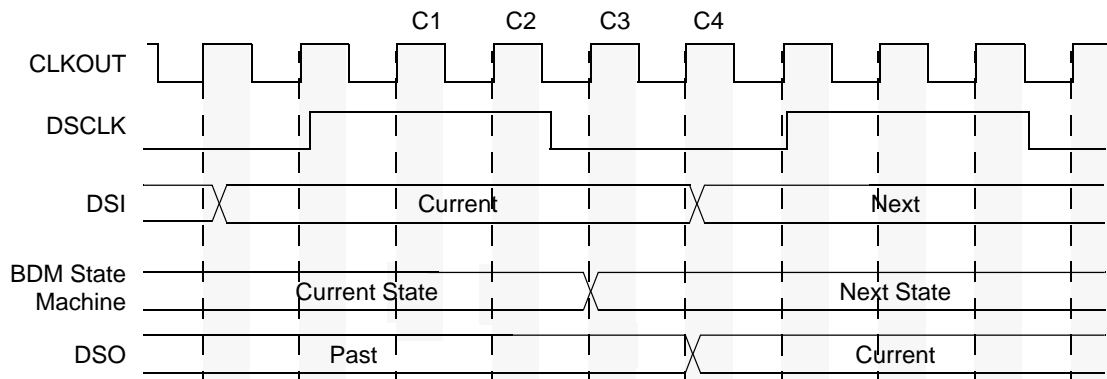 C1 C2 C3 C4
CLKOUT
DSCLK
DSI Current Next
BDM State
Machine Current State Next State
DSO Past Current